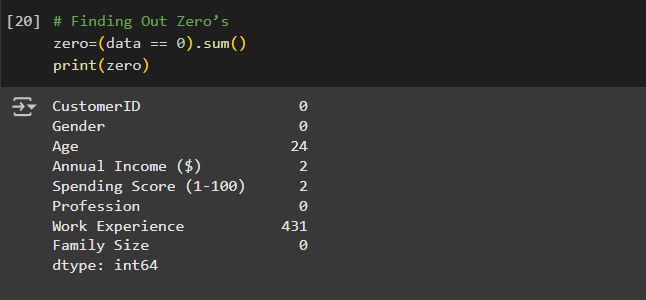 [20] # Finding Out Zero’s
zero=(data == 0).sum()
print(zero)
CustomerID 0
Gender 0
Age 24
Annual Income ($) 2
Spending Score (1-100) 2
Profession 0
Work Experience 431
Family Size 0
dtype: int64